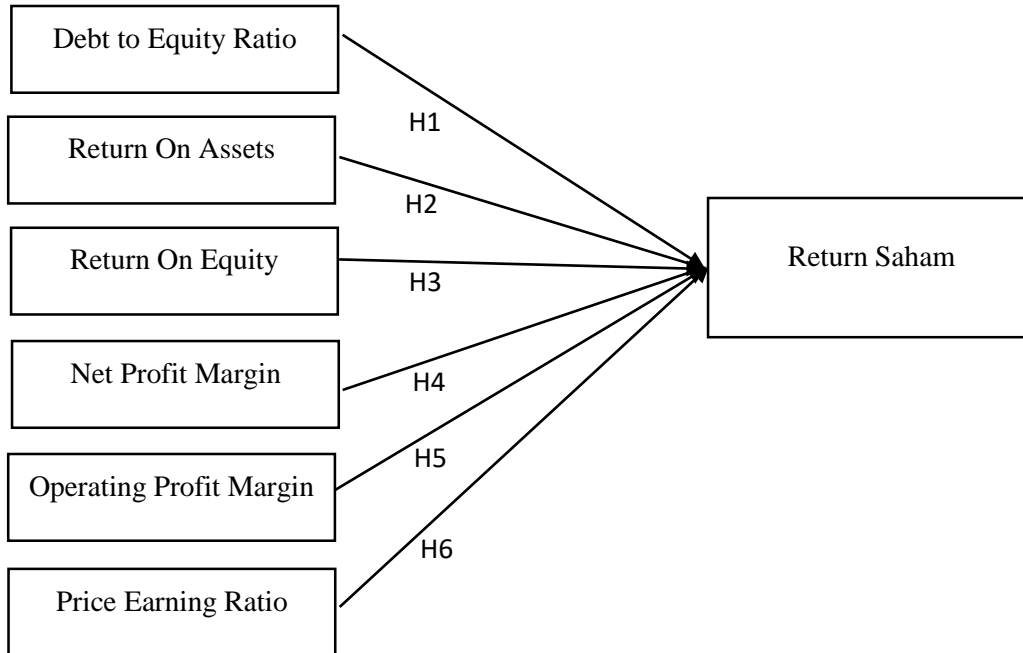 Debt to Equity Ratio
H1
Return On Assets
H2
Return Saham
Return On Equity
H3
Net Profit Margin
H4
H5
Operating Profit Margin
H6
Price Earning Ratio